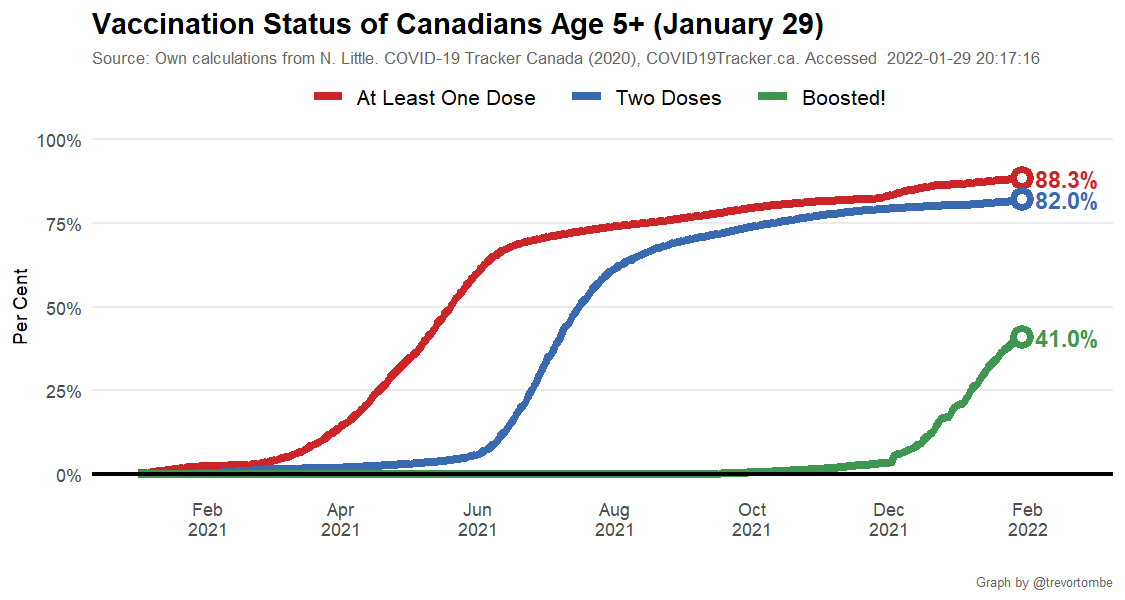 Vaccination Status of Canadians Age 5+ (January 29)
Source: Own calculations from N. Little. COVID-19 Tracker Canada (2020), COVID19Tracker.ca. Accessed  2022-01-29 20:17:16
At Least One Dose Two Doses Boosted!
Per Cent
100%
75%
50%
25%
0%
88.3%
82.0%
41.0%
Feb 2021
Apr 2021
Jun 2021
Aug 2021
Oct 2021
Dec 2021
Feb 2022
Graph by @trevortombe